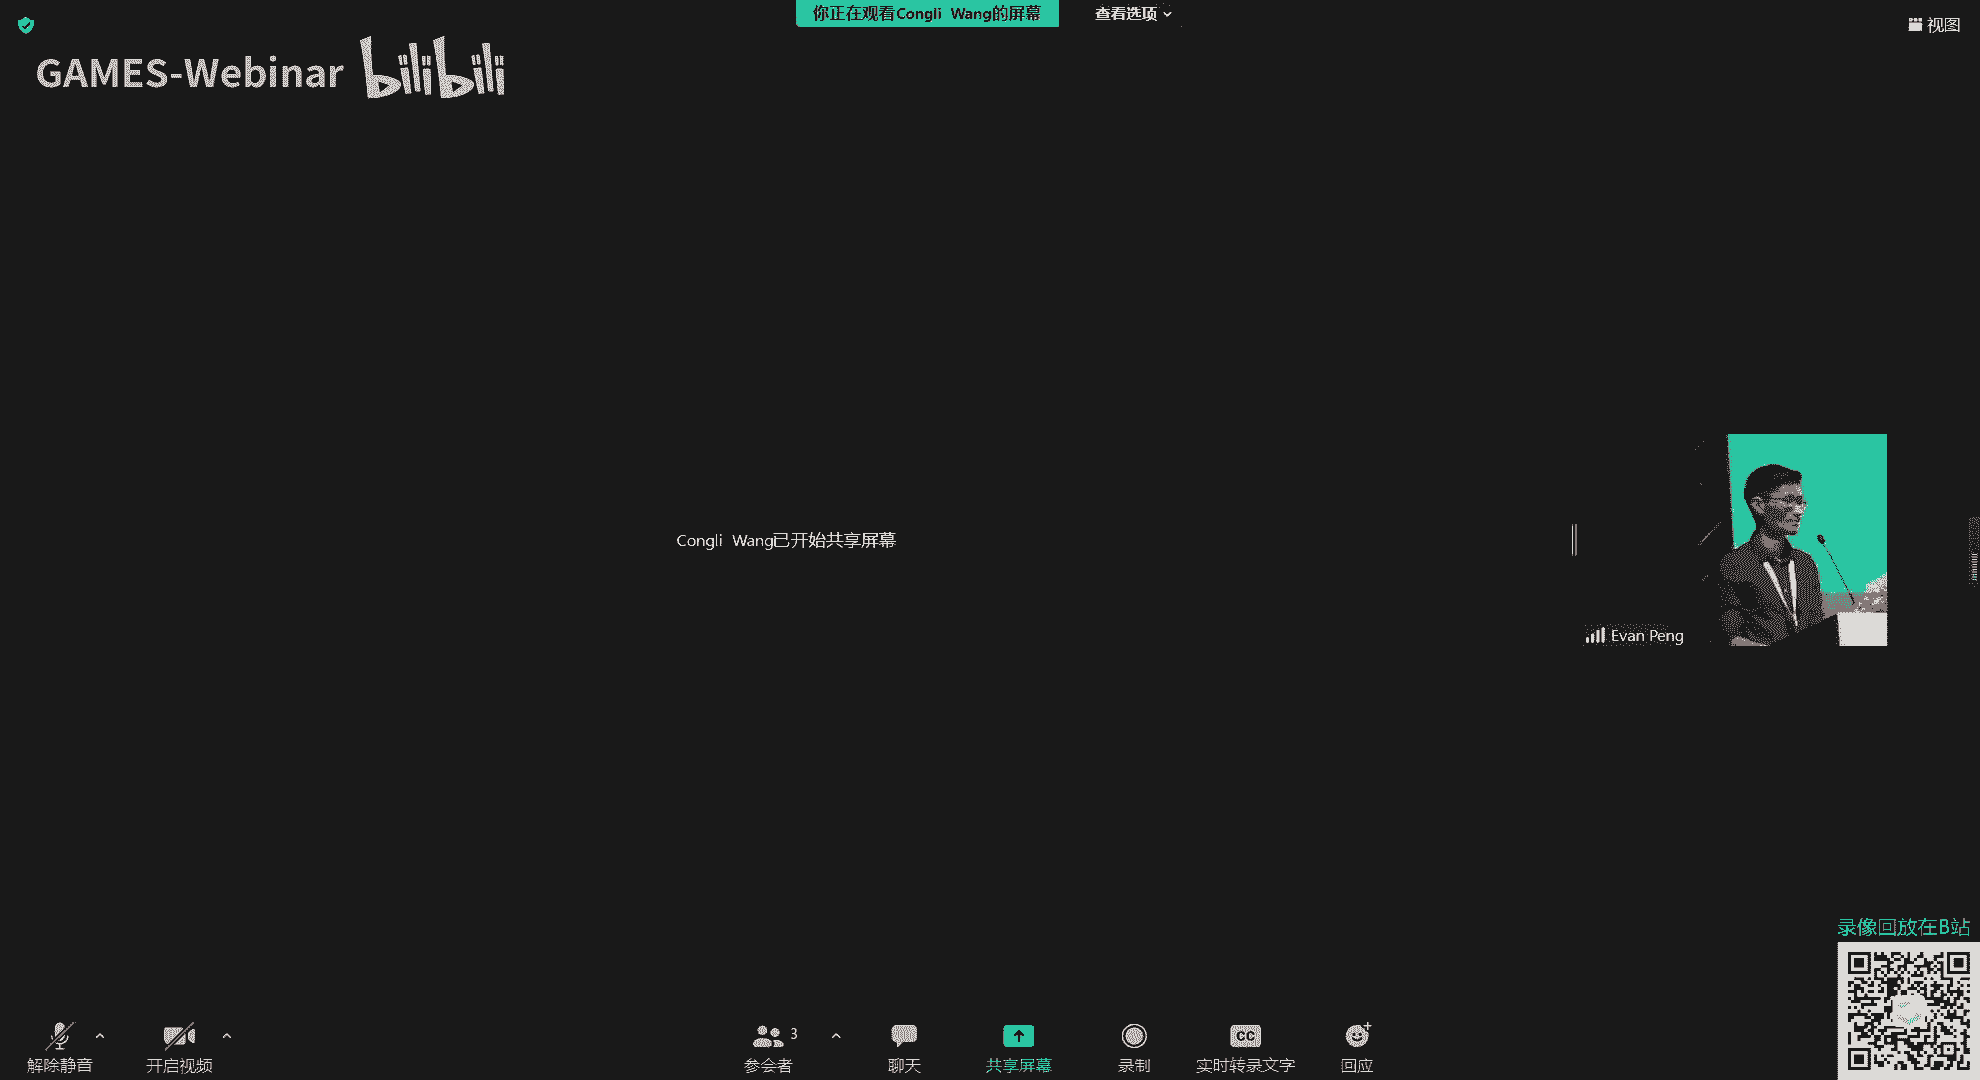 你正在观看Congli Wang的屏幕
查看选项
视图
GAMES-Webinar bilibili
Congli Wang已开始共享屏幕
Evan Peng
录像回放在B站
解除静音
开启视频
3
参会者
聊天
共享屏幕
录制
CC
实时转录文字
回应